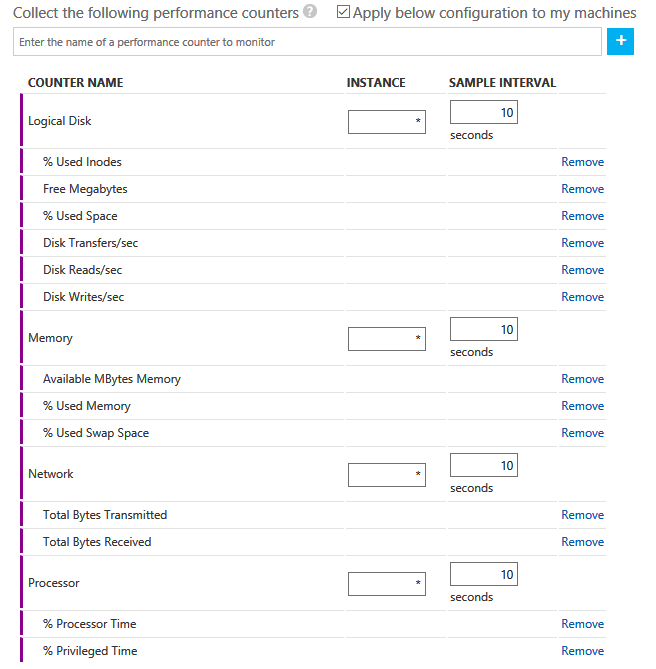 Collect the following performance counters ? Apply below configuration to my machines
Enter the name of a performance counter to monitor +
COUNTER NAME INSTANCE SAMPLE INTERVAL
Logical Disk * 10
seconds
% Used Inodes Remove
Free Megabytes Remove
% Used Space Remove
Disk Transfers/sec Remove
Disk Reads/sec Remove
Disk Writes/sec Remove
Memory * 10
seconds
Available MBytes Memory Remove
% Used Memory Remove
% Used Swap Space Remove
Network * 10
seconds
Total Bytes Transmitted Remove
Total Bytes Received Remove
Processor * 10
seconds
% Processor Time Remove
% Privileged Time Remove